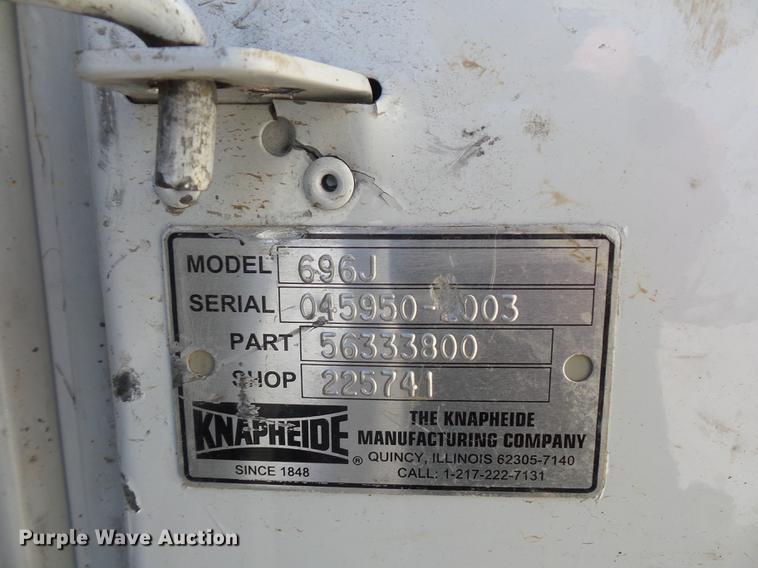 MODEL 696J
SERIAL 045950-2003
PART 56333800
SHOP 225741
KNAPHEIDE ®
SINCE 1848
THE KNAPHEIDE
MANUFACTURING COMPANY
QUINCY, ILLINOIS 62305-7140
CALL: 1-217-222-7131
Purple Wave Auction